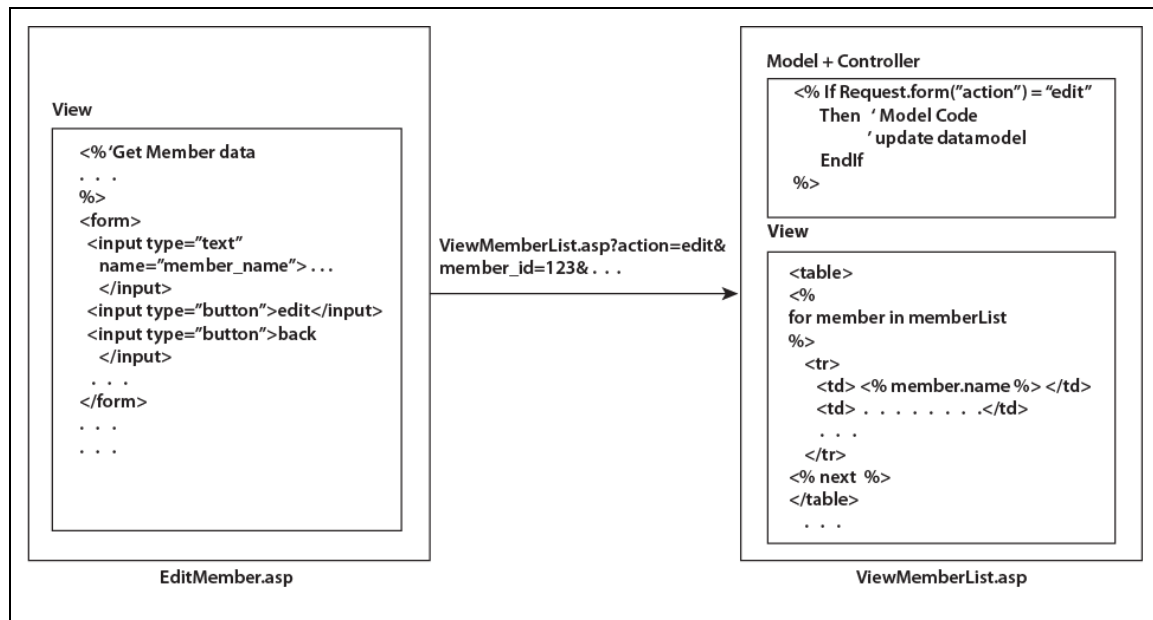 View
<%‘Get Member data
. . .
%>
<form>
<input type=”text”
name=”member_name”> . . .
</input>
<input type=”button”>edit</input>
<input type=”button”>back
</input>
. . .
</form>
. . .
. . .
EditMember.asp
ViewMemberList.asp?action=edit&
member_id=123& . . .
Model + Controller
<% If Request.form(”action”) = “edit”
Then ‘ Model Code
’ update datamodel
EndIf
%>
View
<table>
<%
for member in memberList
%>
<tr>
<td> <% member.name %> </td>
<td> . . . . . . . .</td>
. . .
</tr>
<% next %>
</table>
. . .
ViewMemberList.asp